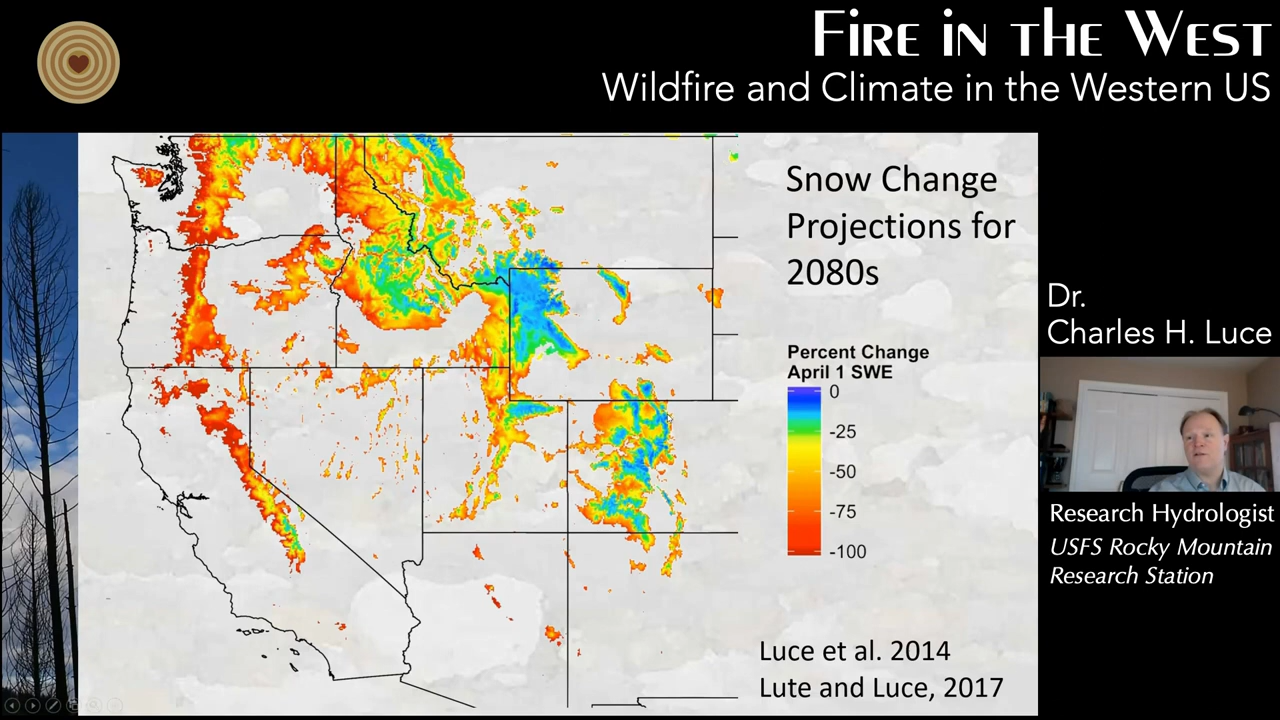 Fire in the West
Wildfire and Climate in the Western US
Snow Change
Projections for
2080s
Percent Change
April 1 SWE
0
-25
-50
-75
-100
Luce et al. 2014
Lute and Luce, 2017
Dr.
Charles H. Luce
Research Hydrologist
USFS Rocky Mountain
Research Station